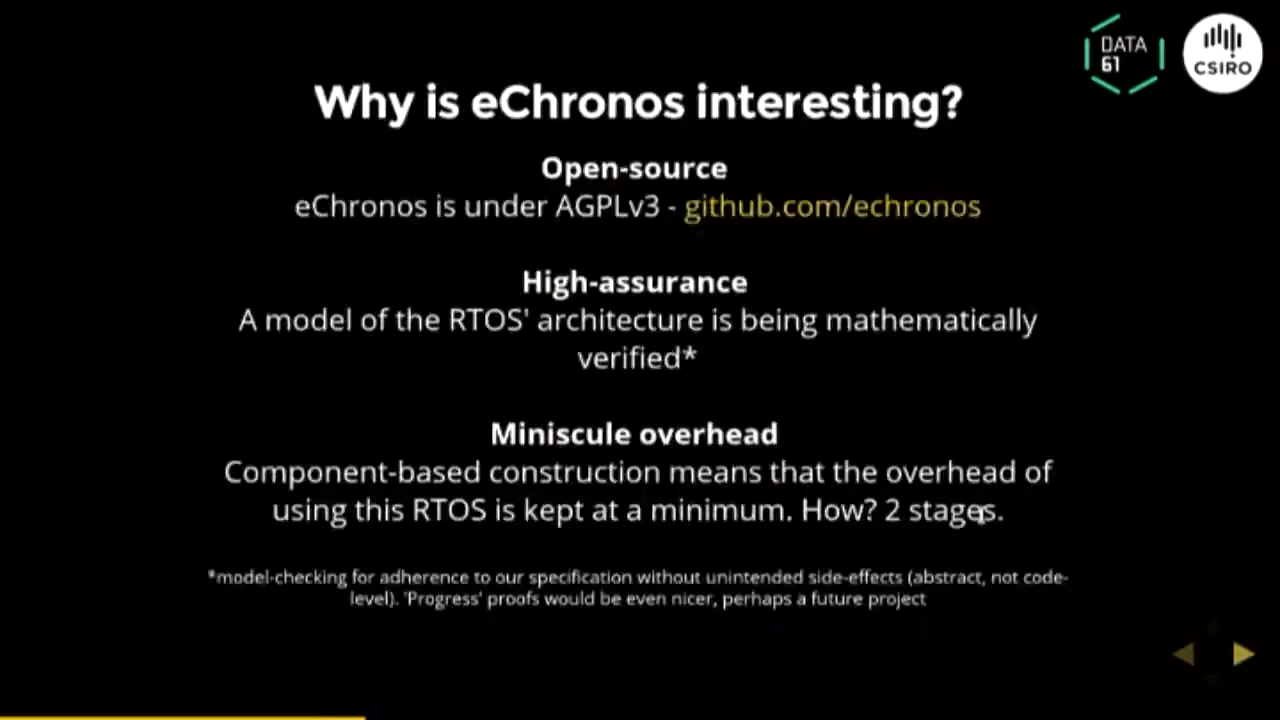 DATA
61
CSIRO
Why is eChronos interesting?
Open-source
eChronos is under AGPLv3 - github.com/echronos
High-assurance
A model of the RTOS' architecture is being mathematically
verified*
Miniscule overhead
Component-based construction means that the overhead of
using this RTOS is kept at a minimum. How? 2 stages.
*model-checking for adherence to our specification without unintended side-effects (abstract, not code-
level). 'Progress' proofs would be even nicer, perhaps a future project